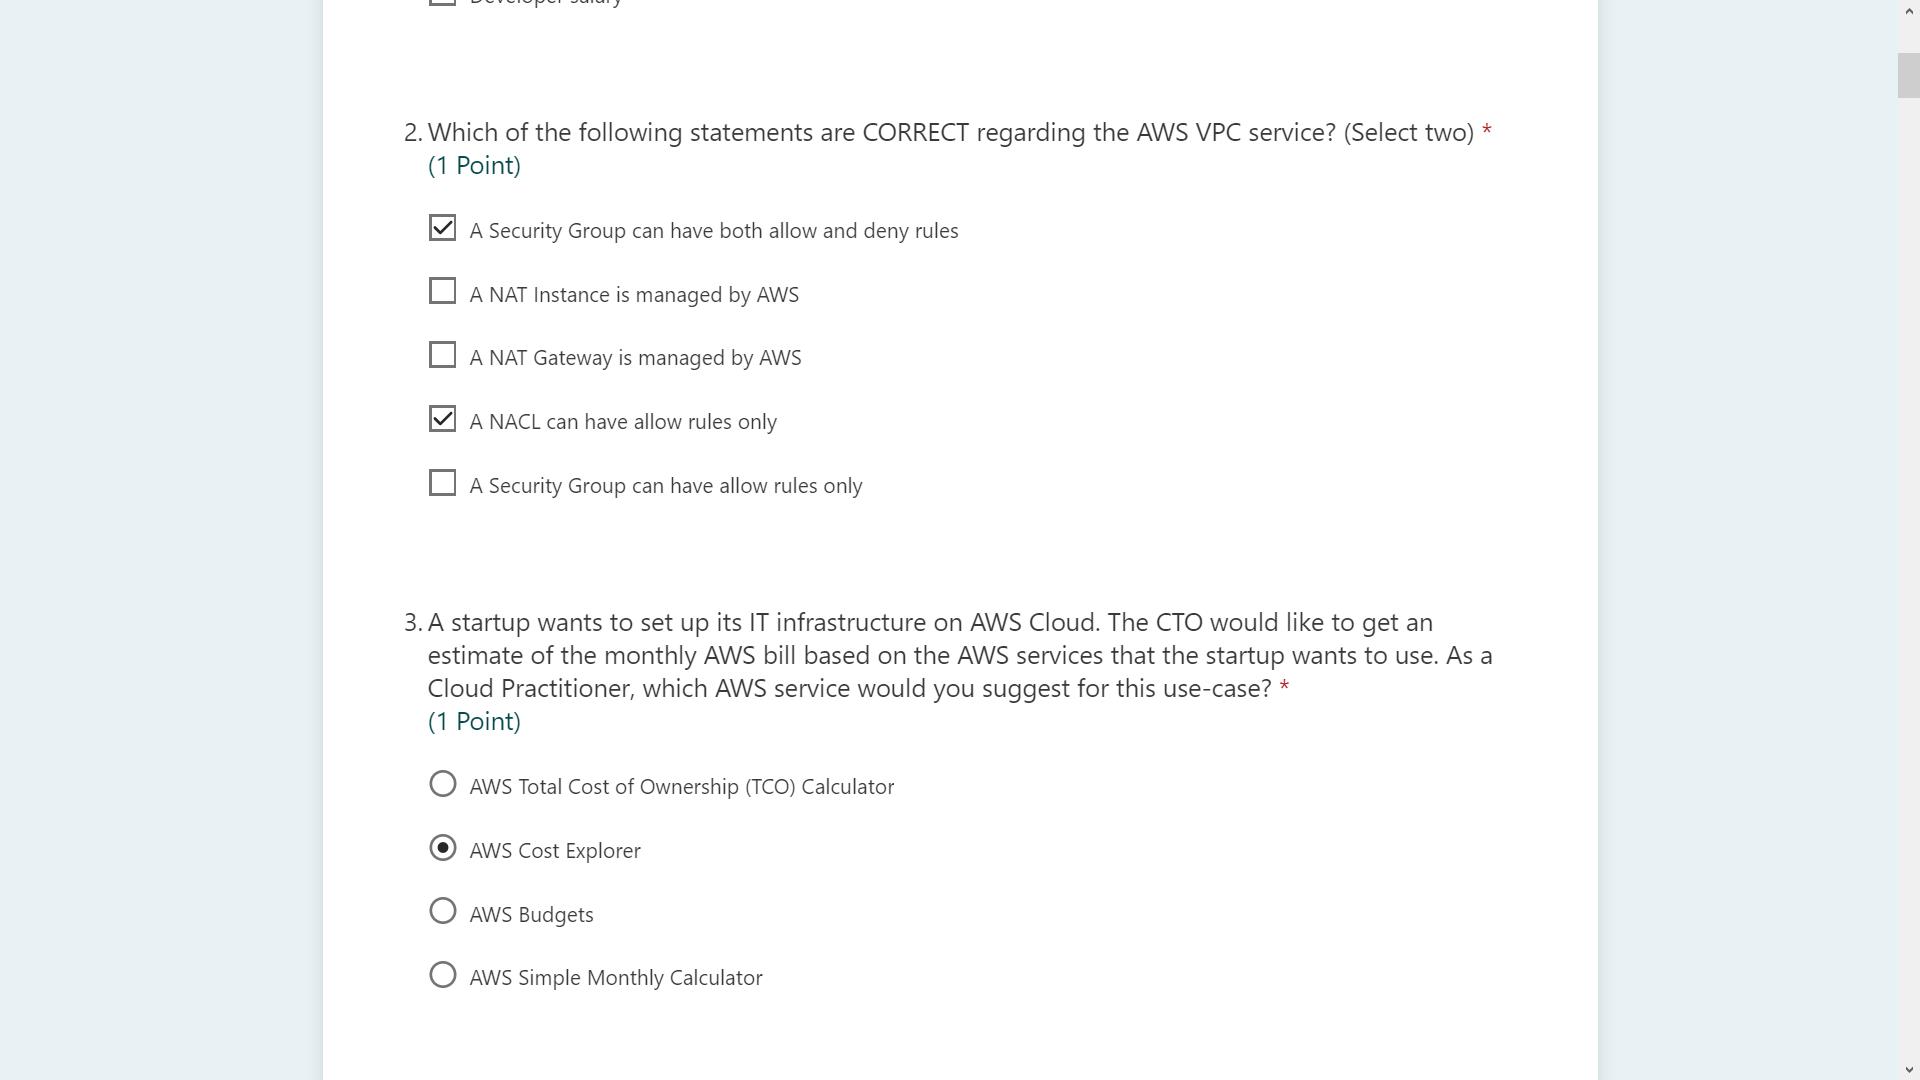 Developer salary
2. Which of the following statements are CORRECT regarding the AWS VPC service? (Select two) *
(1 Point)
A Security Group can have both allow and deny rules
A NAT Instance is managed by AWS
A NAT Gateway is managed by AWS
A NACL can have allow rules only
A Security Group can have allow rules only
3. A startup wants to set up its IT infrastructure on AWS Cloud. The CTO would like to get an
estimate of the monthly AWS bill based on the AWS services that the startup wants to use. As a
Cloud Practitioner, which AWS service would you suggest for this use-case? *
(1 Point)
AWS Total Cost of Ownership (TCO) Calculator
AWS Cost Explorer
AWS Budgets
AWS Simple Monthly Calculator